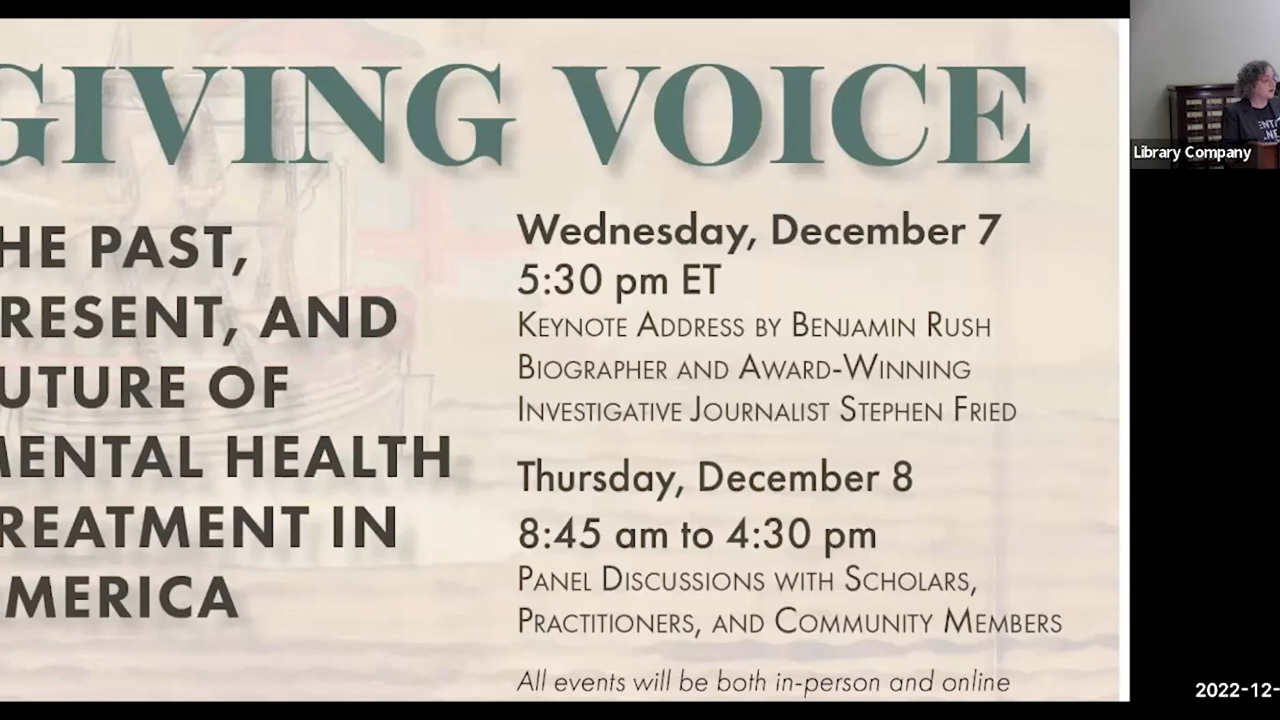 GIVING VOICE
HE PAST,
RESENT, AND
UTURE OF
MENTAL HEALTH
REATMENT IN
MERICA
Wednesday, December 7
5:30 pm ET
KEYNOTE ADDRESS BY BENJAMIN RUSH
BIOGRAPHER AND AWARD-WINNING
INVESTIGATIVE JOURNALIST STEPHEN FRIED
Thursday, December 8
8:45 am to 4:30 pm
PANEL DISCUSSIONS WITH SCHOLARS,
PRACTITIONERS, AND COMMUNITY MEMBERS
All events will be both in-person and online
Library Company
2022-12-